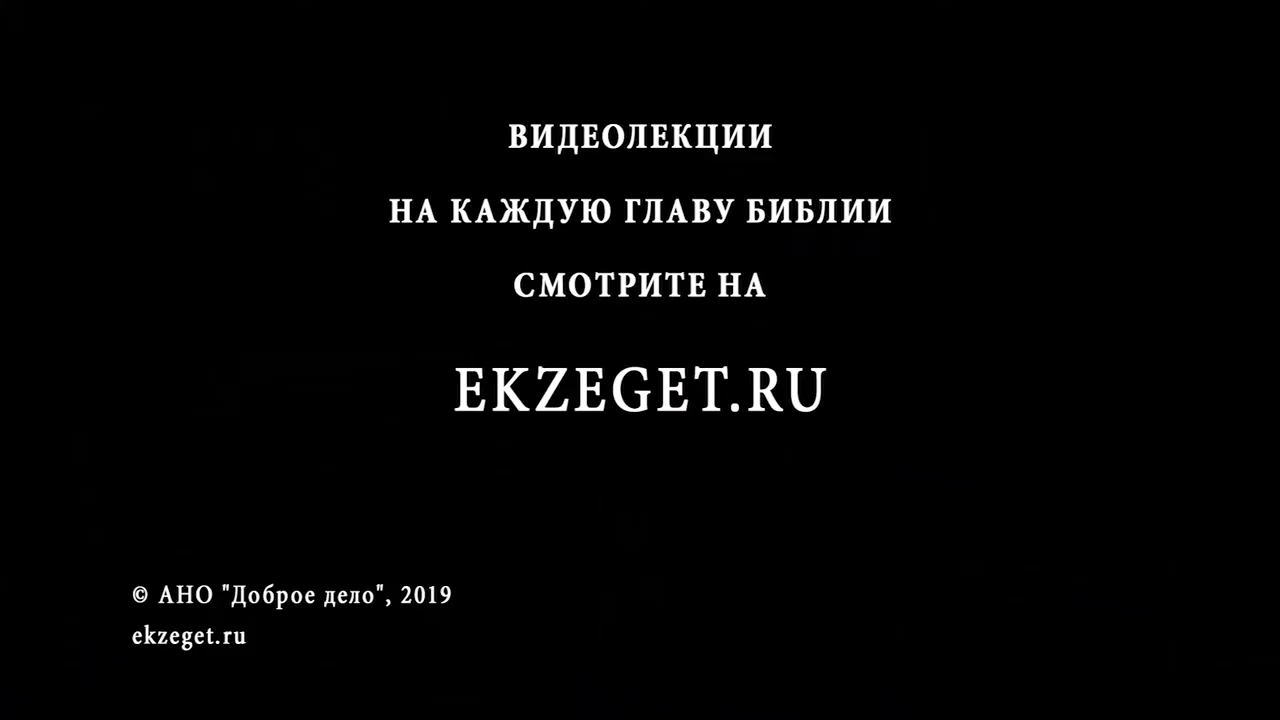 ВИДЕОЛЕКЦИИ
НА КАЖДУЮ ГЛАВУ БИБЛИИ
СМОТРИТЕ НА
EKZEGET.RU
© АНО "Доброе дело", 2019
ekzeget.ru